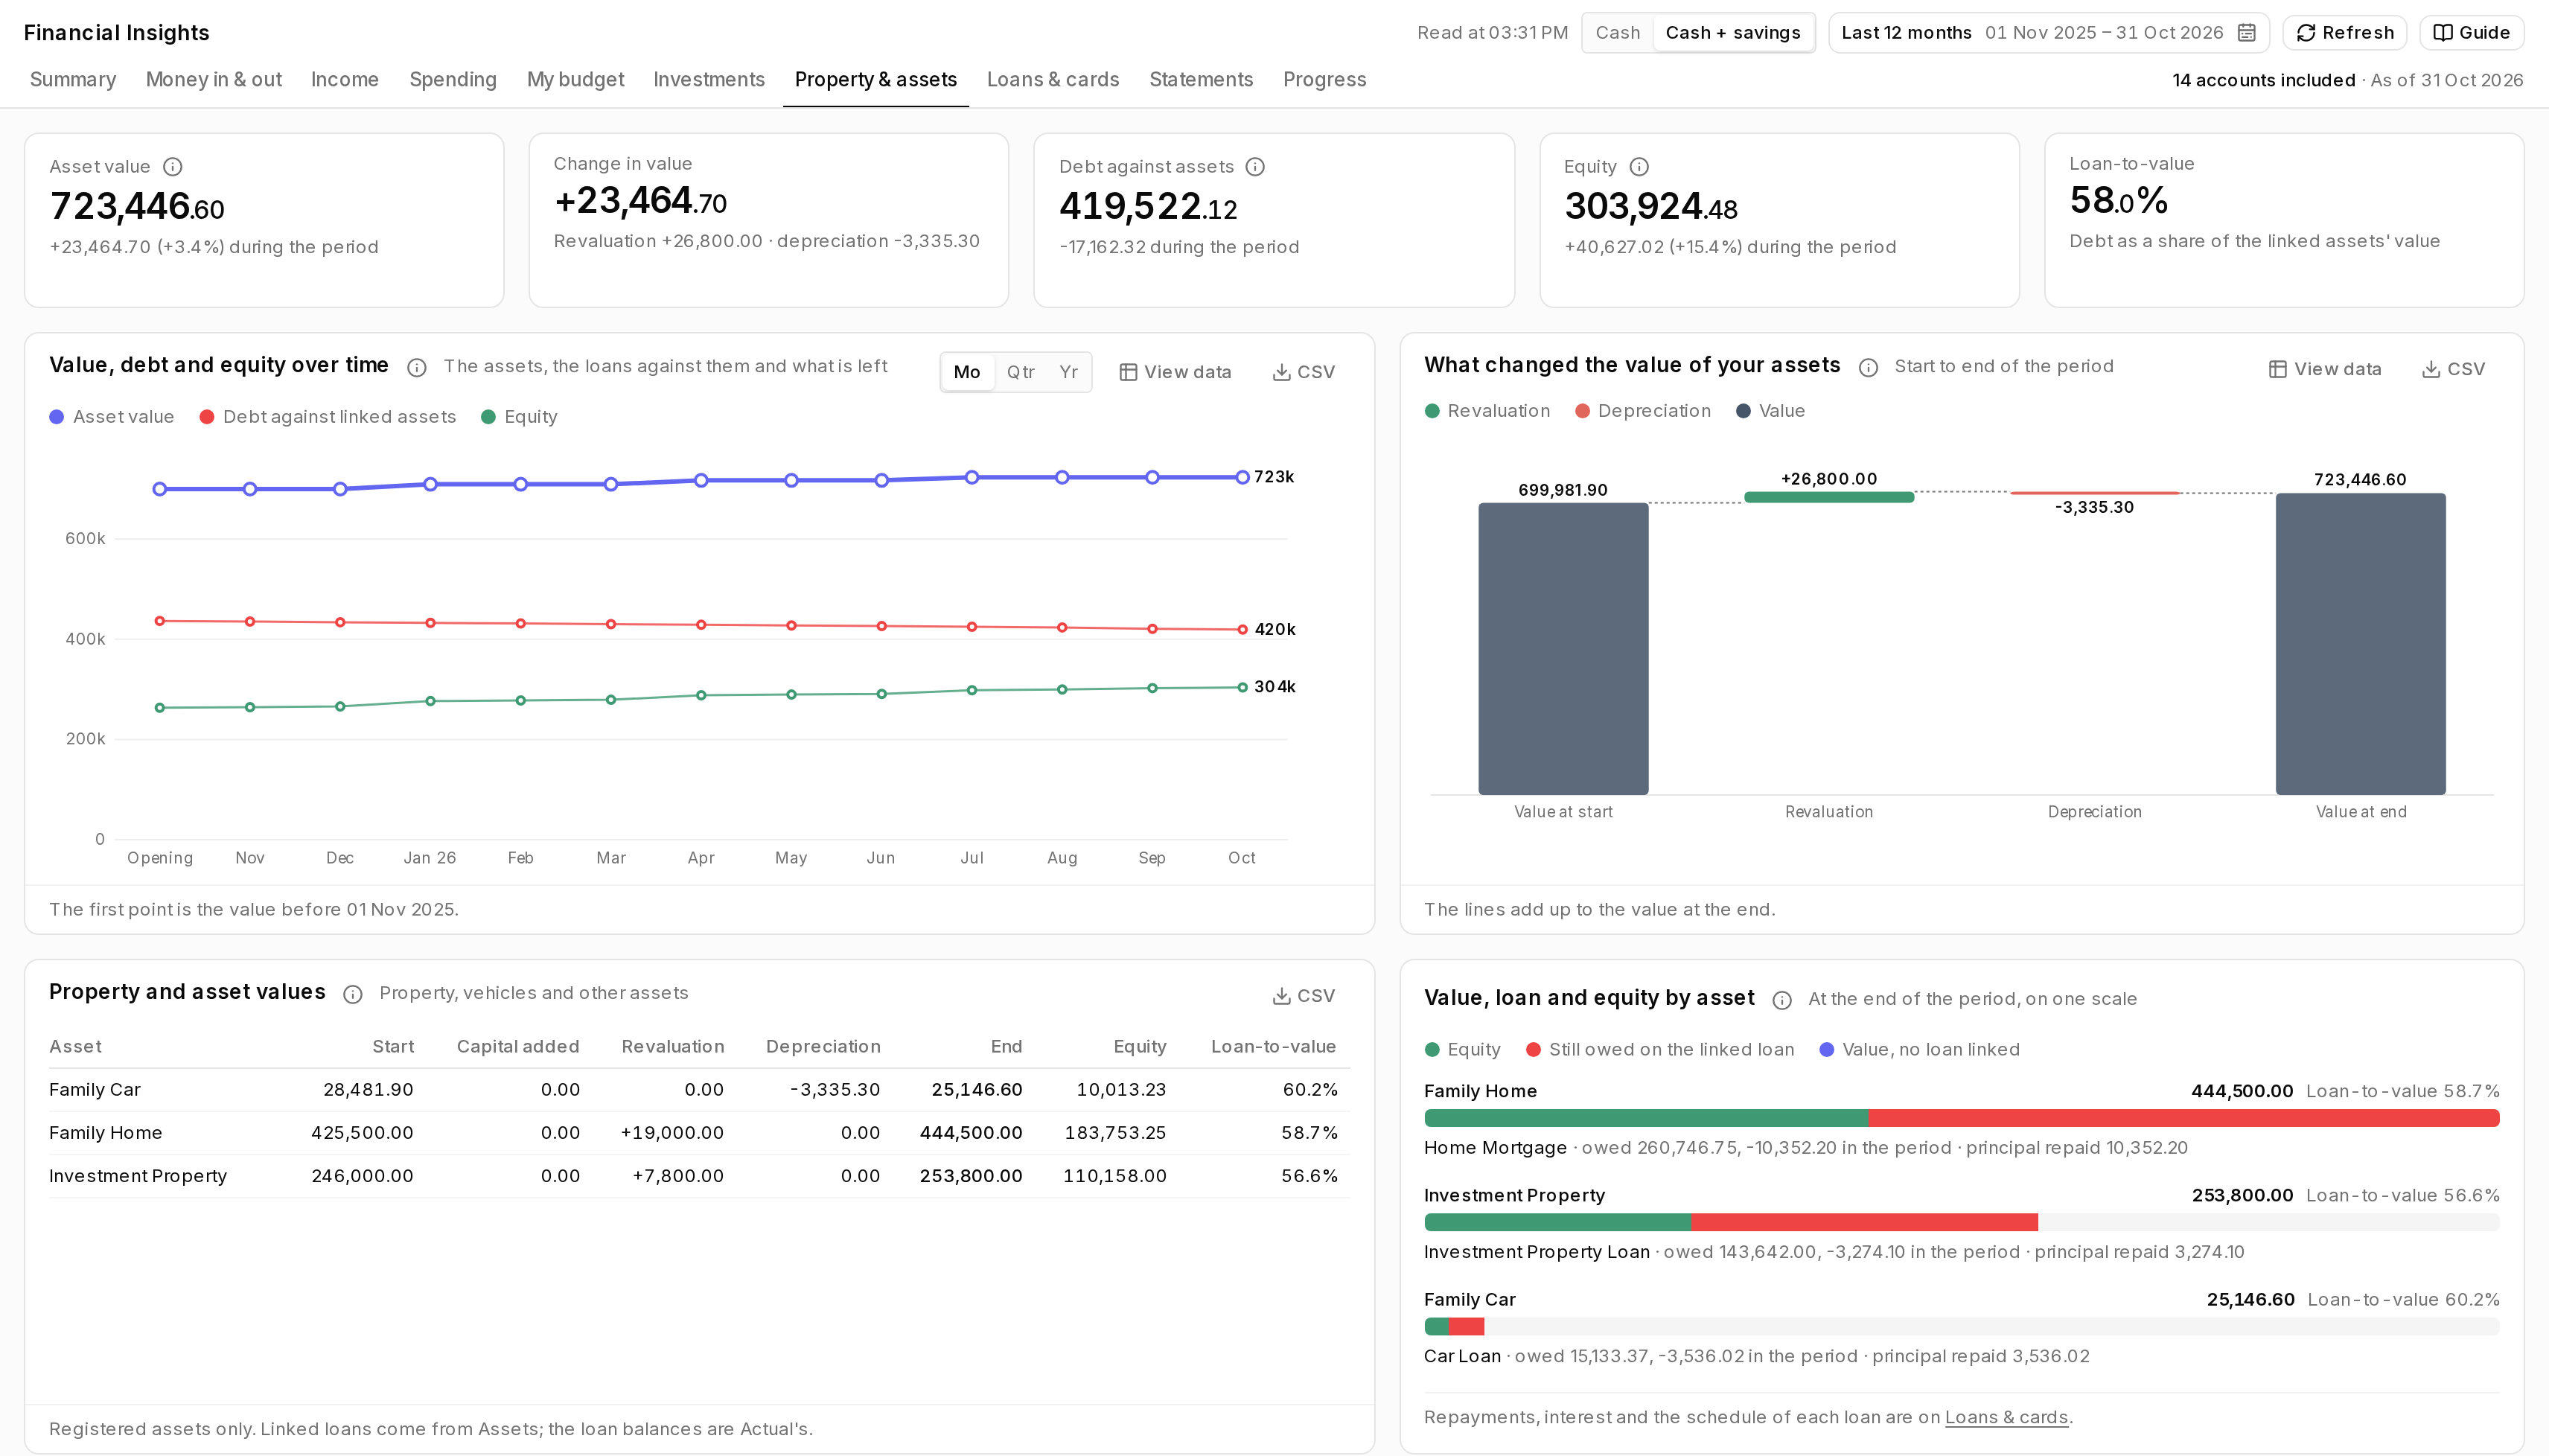 Financial Insights
Read at 03:31 PM Cash Cash + savings Last 12 months 01 Nov 2025 – 31 Oct 2026 Refresh Guide
Summary Money in & out Income Spending My budget Investments Property & assets Loans & cards Statements Progress
14 accounts included · As of 31 Oct 2026
Asset value
723,446.60
+23,464.70 (+3.4%) during the period
Change in value
+23,464.70
Revaluation +26,800.00 · depreciation -3,335.30
Debt against assets
419,522.12
-17,162.32 during the period
Equity
303,924.48
+40,627.02 (+15.4%) during the period
Loan-to-value
58.0%
Debt as a share of the linked assets' value
Value, debt and equity over time The assets, the loans against them and what is left
Mo Qtr Yr View data CSV
Asset value Debt against linked assets Equity
723k
600k
420k
400k
304k
200k
0
Opening Nov Dec Jan 26 Feb Mar Apr May Jun Jul Aug Sep Oct
The first point is the value before 01 Nov 2025.
What changed the value of your assets Start to end of the period
View data CSV
Revaluation Depreciation Value
699,981.90 +26,800.00 -3,335.30 723,446.60
Value at start Revaluation Depreciation Value at end
The lines add up to the value at the end.
Property and asset values Property, vehicles and other assets CSV
Asset Start Capital added Revaluation Depreciation End Equity Loan-to-value
Family Car 28,481.90 0.00 0.00 -3,335.30 25,146.60 10,013.23 60.2%
Family Home 425,500.00 0.00 +19,000.00 0.00 444,500.00 183,753.25 58.7%
Investment Property 246,000.00 0.00 +7,800.00 0.00 253,800.00 110,158.00 56.6%
Registered assets only. Linked loans come from Assets; the loan balances are Actual's.
Value, loan and equity by asset At the end of the period, on one scale
Equity Still owed on the linked loan Value, no loan linked
Family Home 444,500.00 Loan-to-value 58.7%
Home Mortgage · owed 260,746.75, -10,352.20 in the period · principal repaid 10,352.20
Investment Property 253,800.00 Loan-to-value 56.6%
Investment Property Loan · owed 143,642.00, -3,274.10 in the period · principal repaid 3,274.10
Family Car 25,146.60 Loan-to-value 60.2%
Car Loan · owed 15,133.37, -3,536.02 in the period · principal repaid 3,536.02
Repayments, interest and the schedule of each loan are on Loans & cards.